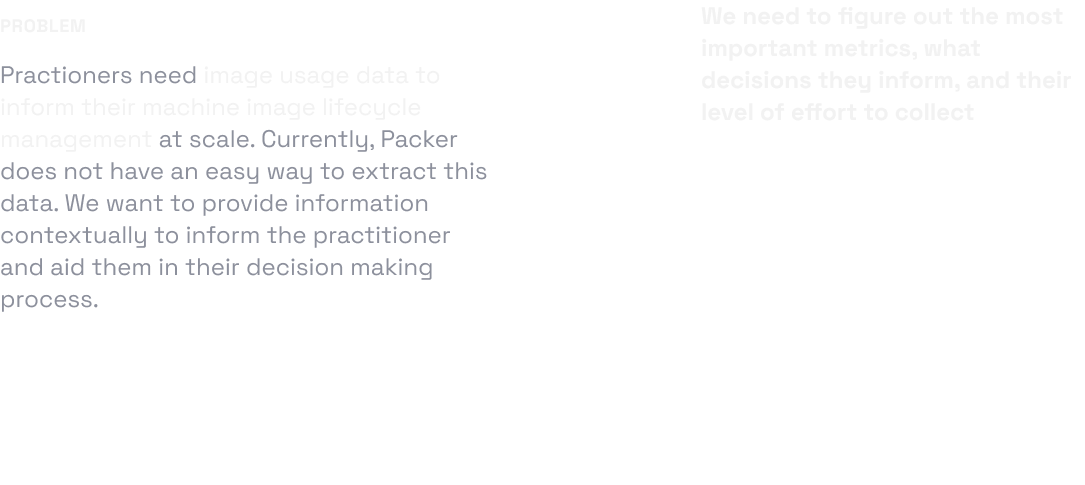 PROBLEM
Practioners need image usage data to
inform their machine image lifecycle
management at scale. Currently, Packer
does not have an easy way to extract this
data. We want to provide information
contextually to inform the practitioner
and aid them in their decision making
process.
We need to figure out the most
important metrics, what
decisions they inform, and their
level of effort to collect